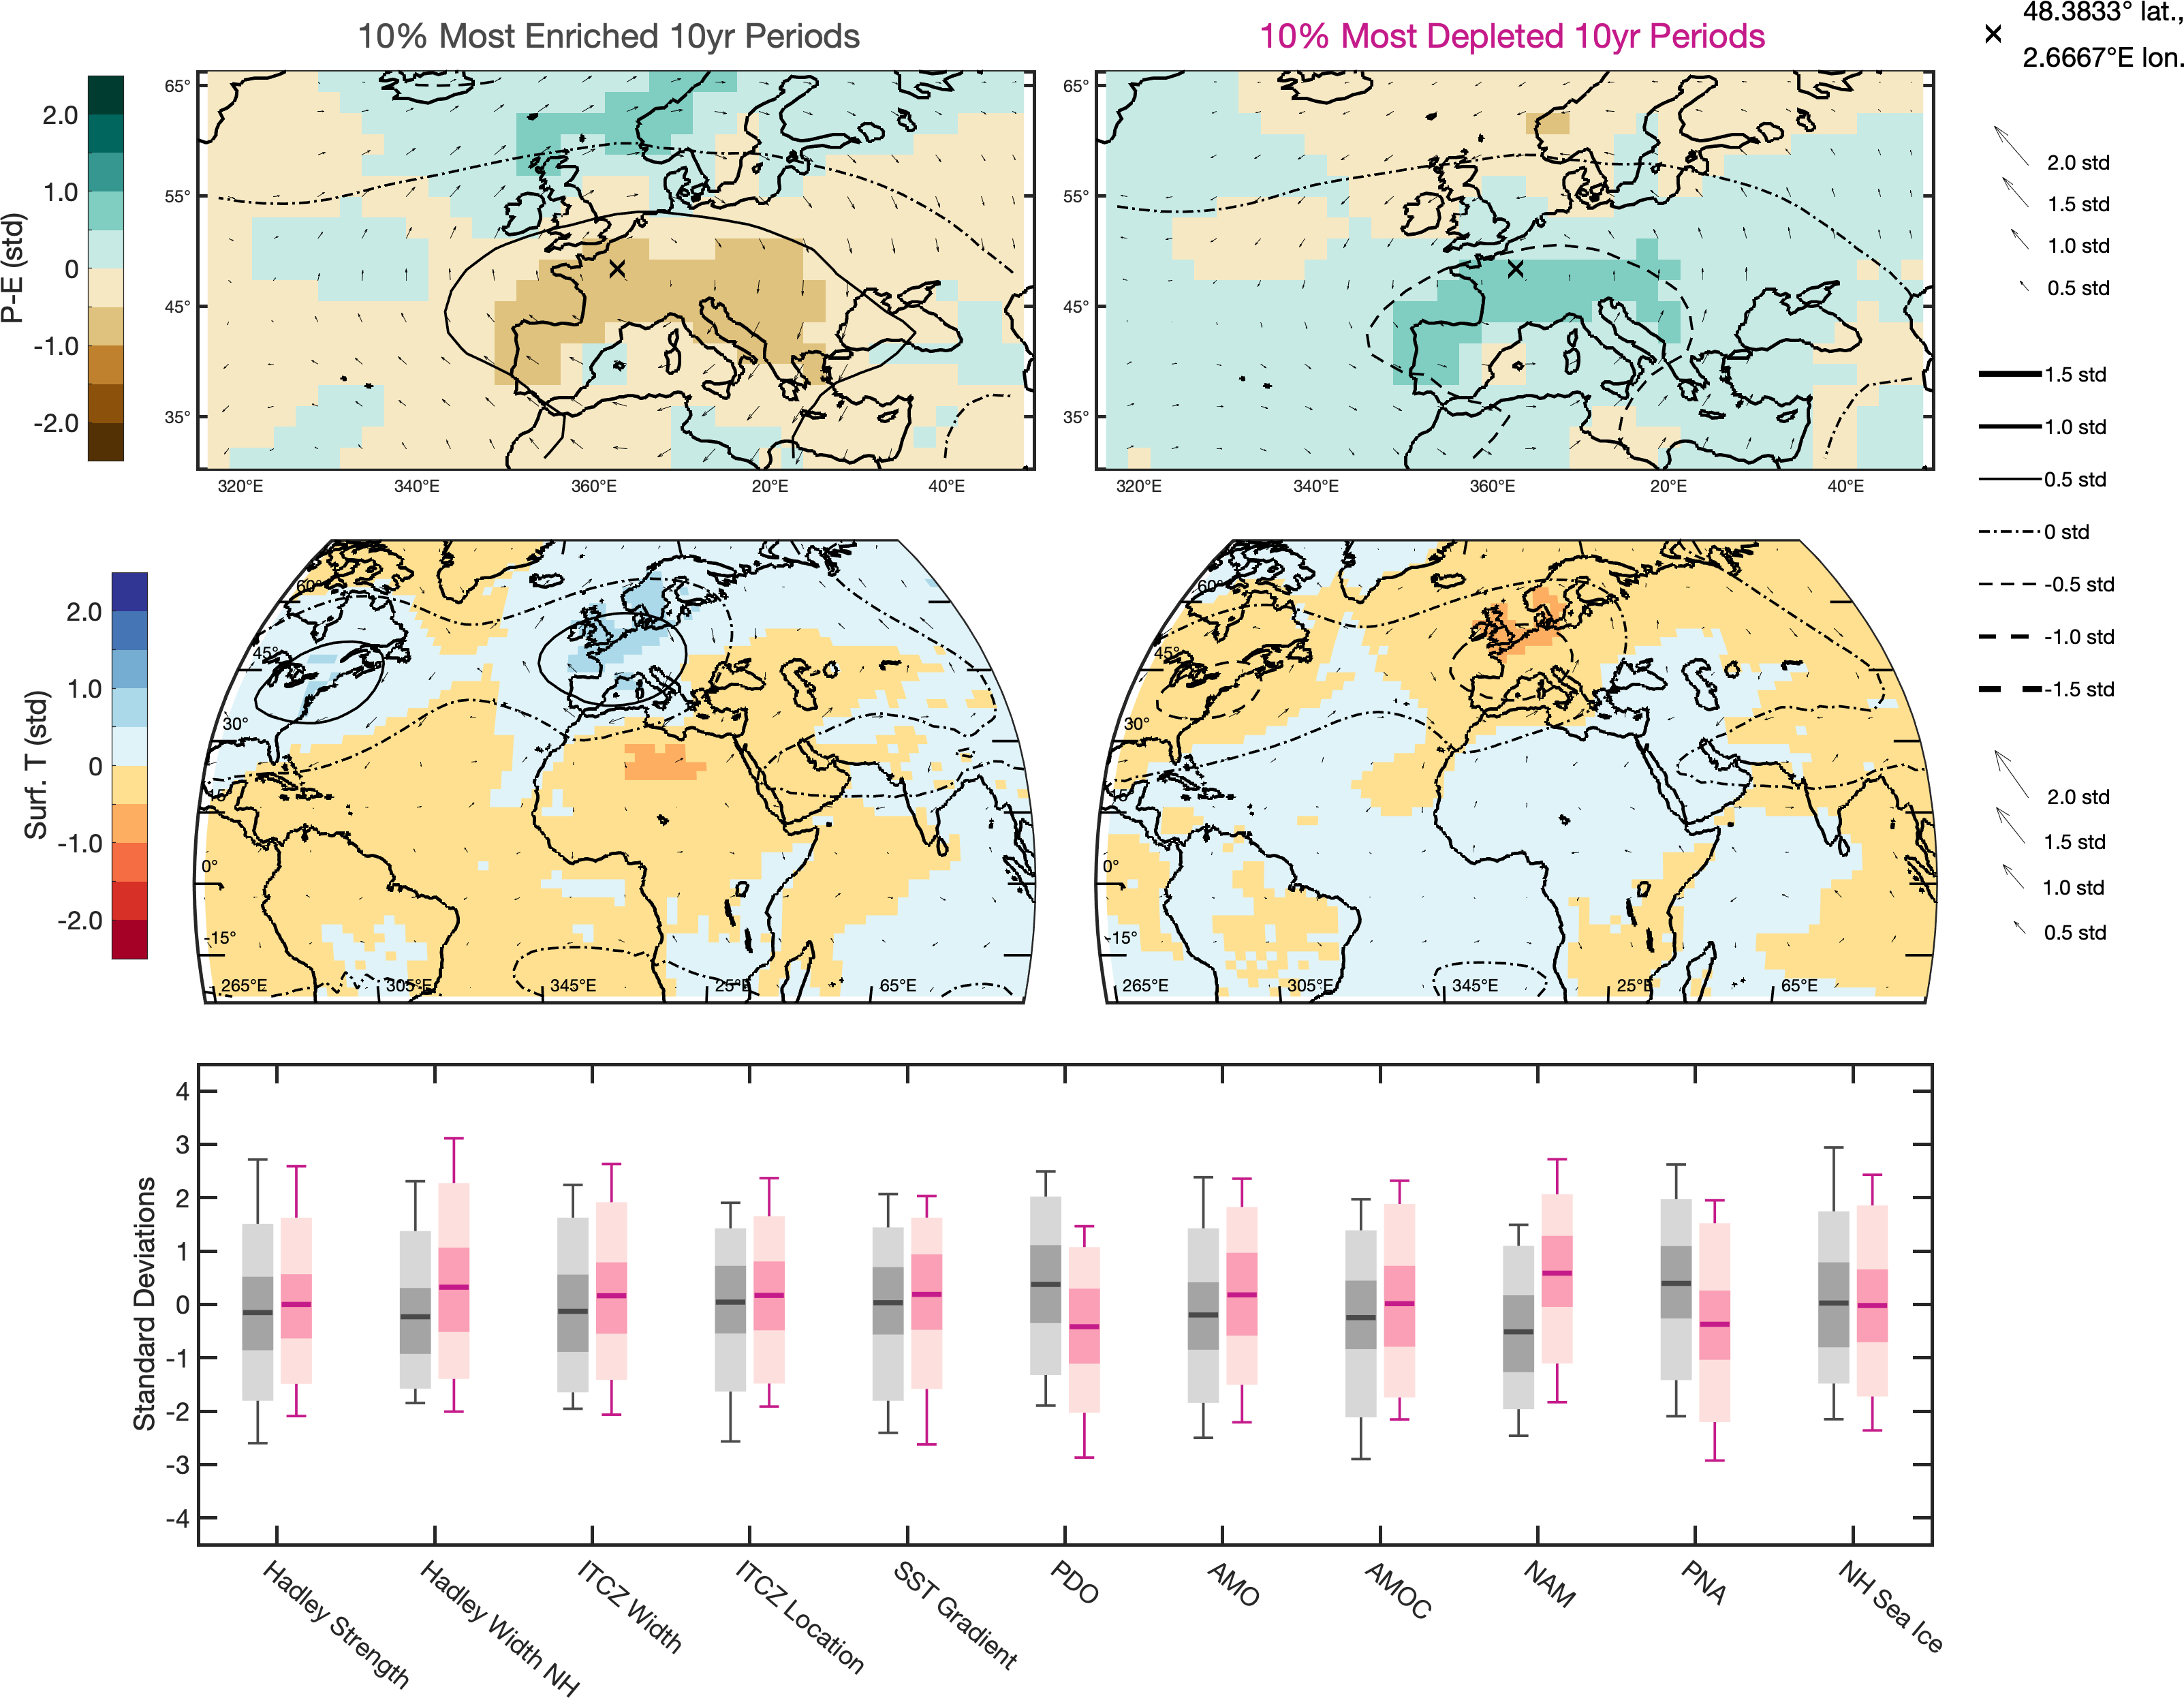 10% Most Enriched 10yr Periods
10% Most Depleted 10yr Periods
48.3833° lat.,
2.6667°E lon.
P-E (std)
2.0
1.0
0
-1.0
-2.0
65°
55°
45°
35°
320°E 340°E 360°E 20°E 40°E
65°
55°
45°
35°
320°E 340°E 360°E 20°E 40°E
2.0 std
1.5 std
1.0 std
0.5 std
1.5 std
1.0 std
0.5 std
0 std
-0.5 std
-1.0 std
-1.5 std
2.0 std
1.5 std
1.0 std
0.5 std
Surf. T (std)
2.0
1.0
0
-1.0
-2.0
60°
45°
30°
15°
0°
-15°
265°E 305°E 345°E 25°E 65°E
60°
45°
30°
15°
0°
-15°
265°E 305°E 345°E 25°E 65°E
Standard Deviations
4
3
2
1
0
-1
-2
-3
-4
Hadley Strength
Hadley Width NH
ITCZ Width
ITCZ Location
SST Gradient
PDO
AMO
AMOC
NAM
PNA
NH Sea Ice